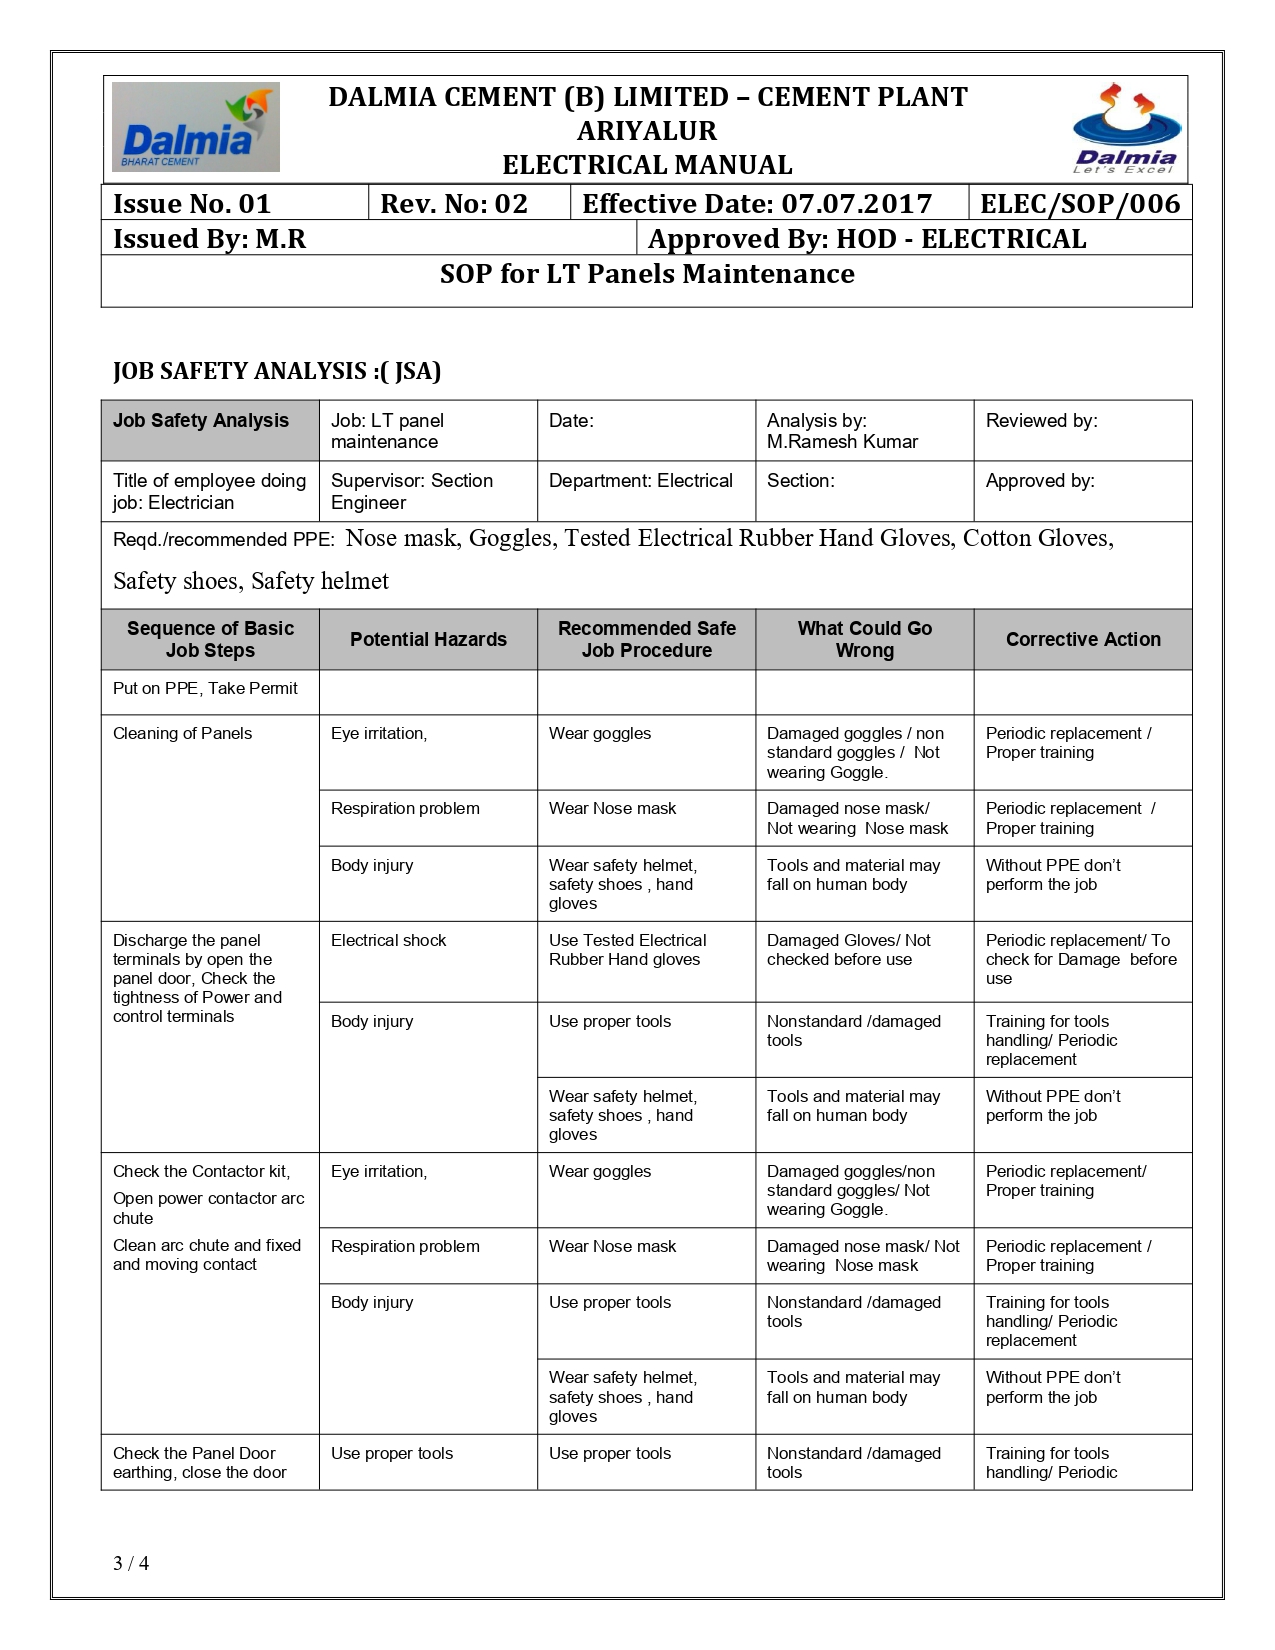 Dalmia
BHARAT CEMENT
DALMIA CEMENT (B) LIMITED – CEMENT PLANT
ARIYALUR
ELECTRICAL MANUAL
Dalmia
Let's Excel
Issue No. 01 Rev. No: 02 Effective Date: 07.07.2017 ELEC/SOP/006
Issued By: M.R Approved By: HOD - ELECTRICAL
SOP for LT Panels Maintenance
JOB SAFETY ANALYSIS :( JSA)
Job Safety Analysis
Job: LT panel
maintenance
Date:
Analysis by:
M.Ramesh Kumar
Reviewed by:
Title of employee doing
job: Electrician
Supervisor: Section
Engineer
Department: Electrical
Section:
Approved by:
Reqd./recommended PPE: Nose mask, Goggles, Tested Electrical Rubber Hand Gloves, Cotton Gloves,
Safety shoes, Safety helmet
Sequence of Basic
Job Steps
Potential Hazards
Recommended Safe
Job Procedure
What Could Go
Wrong
Corrective Action
Put on PPE, Take Permit
Cleaning of Panels
Eye irritation,
Wear goggles
Damaged goggles / non
standard goggles / Not
wearing Goggle.
Periodic replacement /
Proper training
Respiration problem
Wear Nose mask
Damaged nose mask/
Not wearing Nose mask
Periodic replacement /
Proper training
Body injury
Wear safety helmet,
safety shoes , hand
gloves
Tools and material may
fall on human body
Without PPE don’t
perform the job
Discharge the panel
terminals by open the
panel door, Check the
tightness of Power and
control terminals
Electrical shock
Use Tested Electrical
Rubber Hand gloves
Damaged Gloves/ Not
checked before use
Periodic replacement/ To
check for Damage before
use
Body injury
Use proper tools
Nonstandard /damaged
tools
Training for tools
handling/ Periodic
replacement
Wear safety helmet,
safety shoes , hand
gloves
Tools and material may
fall on human body
Without PPE don’t
perform the job
Check the Contactor kit,
Open power contactor arc
chute
Clean arc chute and fixed
and moving contact
Eye irritation,
Wear goggles
Damaged goggles/non
standard goggles/ Not
wearing Goggle.
Periodic replacement/
Proper training
Respiration problem
Wear Nose mask
Damaged nose mask/ Not
wearing Nose mask
Periodic replacement /
Proper training
Body injury
Use proper tools
Nonstandard /damaged
tools
Training for tools
handling/ Periodic
replacement
Wear safety helmet,
safety shoes , hand
gloves
Tools and material may
fall on human body
Without PPE don’t
perform the job
Check the Panel Door
earthing, close the door
Use proper tools
Use proper tools
Nonstandard /damaged
tools
Training for tools
handling/ Periodic
3 / 4